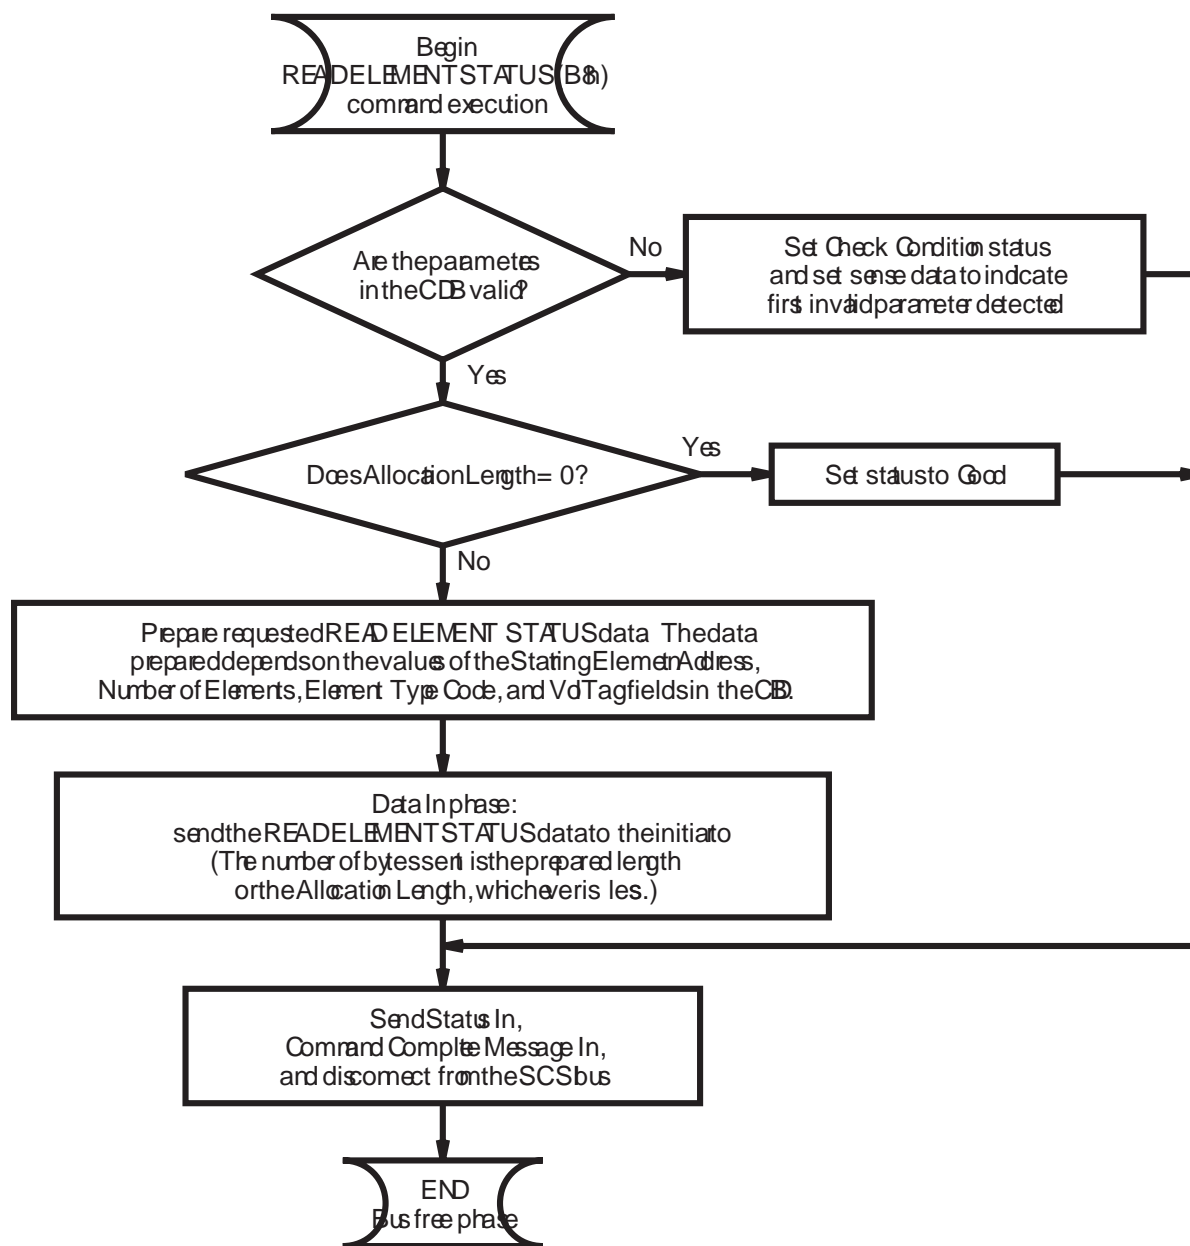 Begin
READ ELEMENT STATUS (B8h)
command execution
Are the parameters
in the CDB valid?
No
Set Check Condition status
and set sense data to indicate
first invalid parameter detected
Yes
Does Allocation Length = 0?
Yes
Set status to Good
No
Prepare requested READ ELEMENT STATUS data The data
prepared depends on the values of the Starting Element Address,
Number of Elements, Element Type Code, and VolTag fields in the CDB.
Data In phase:
send the READ ELEMENT STATUS data to the initiator
(The number of bytes sent is the prepared length
or the Allocation Length, whichever is less.)
Send Status In,
Command Complete Message In,
and disconnect from the SCSI bus
END
Bus free phase